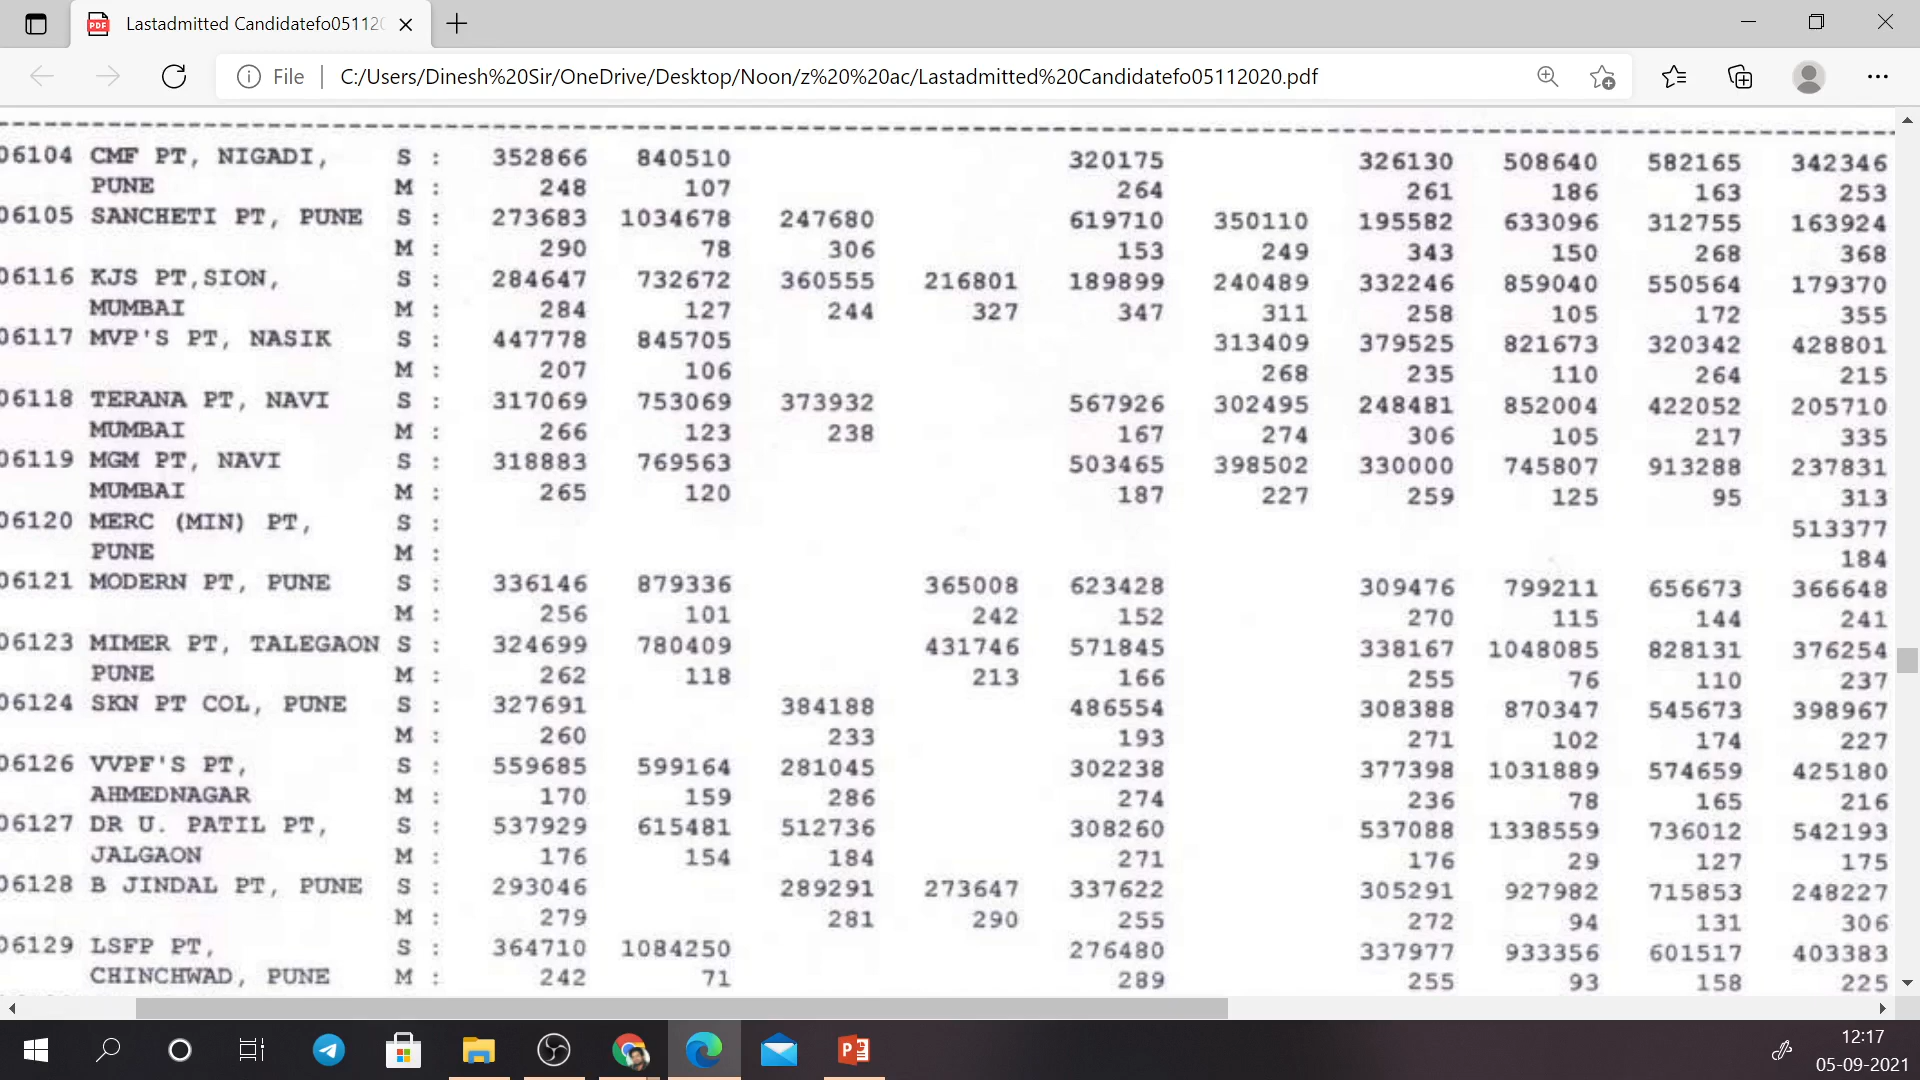 Lastadmitted Candidatefo05112
File C:/Users/Dinesh%20Sir/OneDrive/Desktop/Noon/z%20%20ac/Lastadmitted%20Candidatefo05112020.pdf
06104 CMF PT, NIGADI, S : 352866 840510 320175 326130 508640 582165 342346
PUNE M : 248 107 264 261 186 163 253
06105 SANCHETI PT, PUNE S : 273683 1034678 247680 619710 350110 195582 633096 312755 163924
M : 290 78 306 153 249 343 150 268 368
06116 KJS PT,SION, S : 284647 732672 360555 216801 189899 240489 332246 859040 550564 179370
MUMBAI M : 284 127 244 327 347 311 258 105 172 355
06117 MVP'S PT, NASIK S : 447778 845705 313409 379525 821673 320342 428801
M : 207 106 268 235 110 264 215
06118 TERANA PT, NAVI S : 317069 753069 373932 567926 302495 248481 852004 422052 205710
MUMBAI M : 266 123 238 167 274 306 105 217 335
06119 MGM PT, NAVI S : 318883 769563 503465 398502 330000 745807 913288 237831
MUMBAI M : 265 120 187 227 259 125 95 313
06120 MERC (MIN) PT, S : 513377
PUNE M : 184
06121 MODERN PT, PUNE S : 336146 879336 365008 623428 309476 799211 656673 366648
M : 256 101 242 152 270 115 144 241
06123 MIMER PT, TALEGAON S : 324699 780409 431746 571845 338167 1048085 828131 376254
PUNE M : 262 118 213 166 255 76 110 237
06124 SKN PT COL, PUNE S : 327691 384188 486554 308388 870347 545673 398967
M : 260 233 193 271 102 174 227
06126 VVPF'S PT, S : 559685 599164 281045 302238 377398 1031889 574659 425180
AHMEDNAGAR M : 170 159 286 274 236 78 165 216
06127 DR U. PATIL PT, S : 537929 615481 512736 308260 537088 1338559 736012 542193
JALGAON M : 176 154 184 271 176 29 127 175
06128 B JINDAL PT, PUNE S : 293046 289291 273647 337622 305291 927982 715853 248227
M : 279 281 290 255 272 94 131 306
06129 LSFP PT, S : 364710 1084250 276480 337977 933356 601517 403383
CHINCHWAD, PUNE M : 242 71 289 255 93 158 225
12:17
05-09-2021